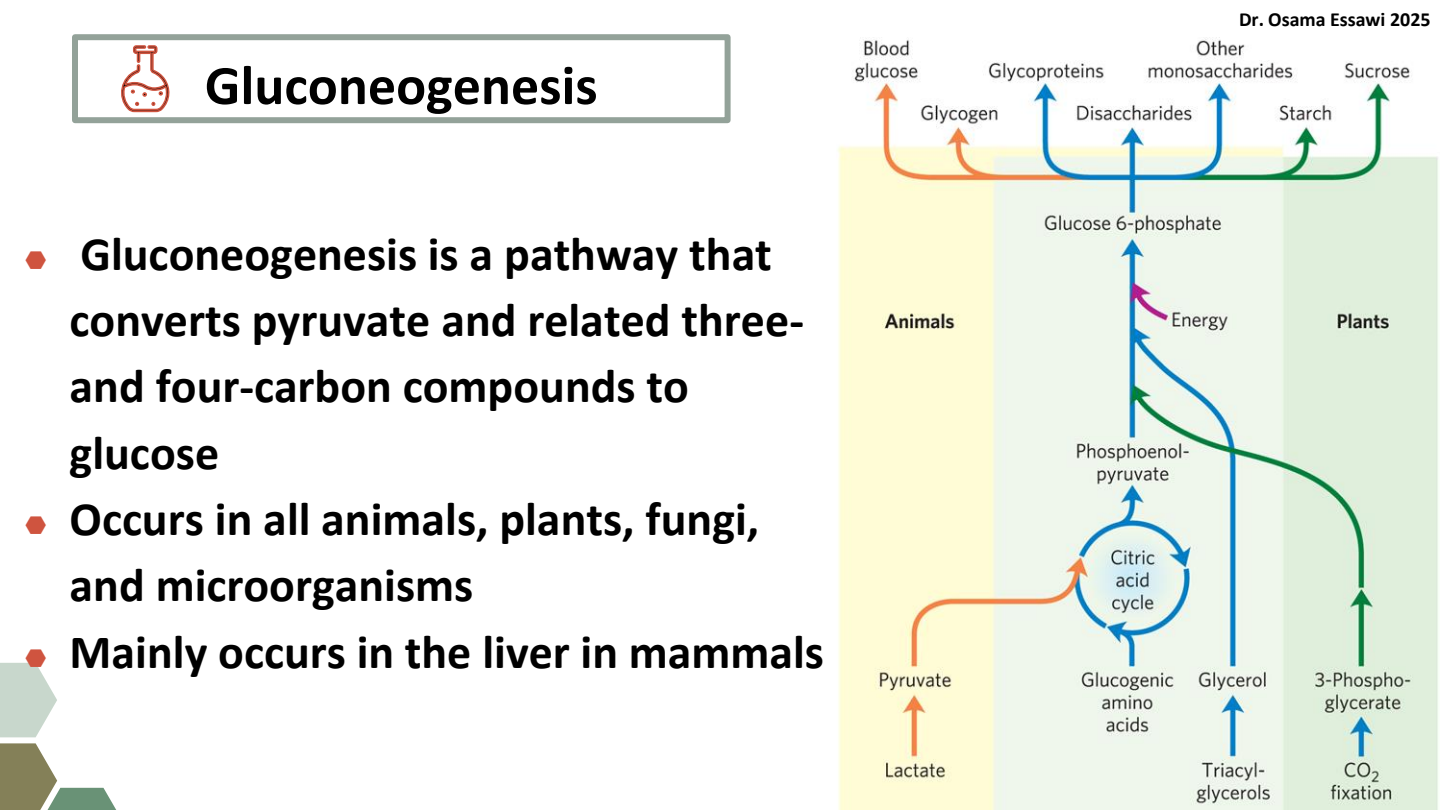 Dr. Osama Essawi 2025
Gluconeogenesis
Gluconeogenesis is a pathway that
converts pyruvate and related three-
and four-carbon compounds to
glucose
Occurs in all animals, plants, fungi,
and microorganisms
Mainly occurs in the liver in mammals
Blood
glucose
Glycogen
Glycoproteins
Disaccharides
Other
monosaccharides
Starch
Sucrose
Glucose 6-phosphate
Energy
Animals
Plants
Phosphoenol-
pyruvate
Citric
acid
cycle
Pyruvate
Lactate
Glucogenic
amino
acids
Glycerol
Triacyl-
glycerols
3-Phospho-
glycerate
CO₂
fixation